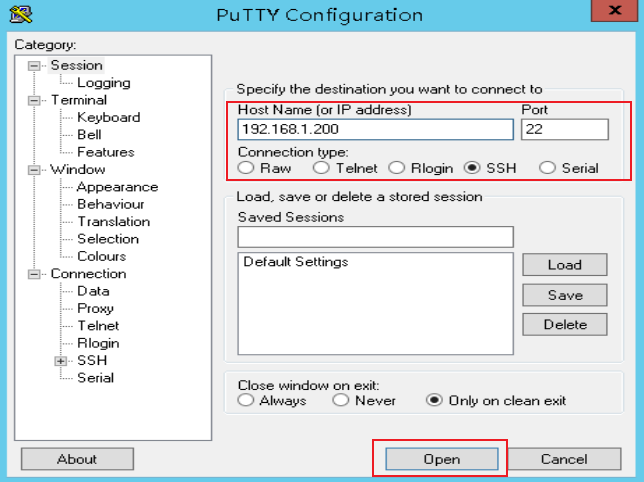 PuTTY Configuration
x
Category:
Session
Logging
Terminal
Keyboard
Bell
Features
Window
Appearance
Behaviour
Translation
Selection
Colours
Connection
Data
Proxy
Telnet
Rlogin
SSH
Serial
Specify the destination you want to connect to
Host Name (or IP address) Port
192.168.1.200 22
Connection type:
Raw Telnet Rlogin SSH Serial
Load, save or delete a stored session
Saved Sessions
Default Settings
Load
Save
Delete
Close window on exit:
Always Never Only on clean exit
About Open Cancel